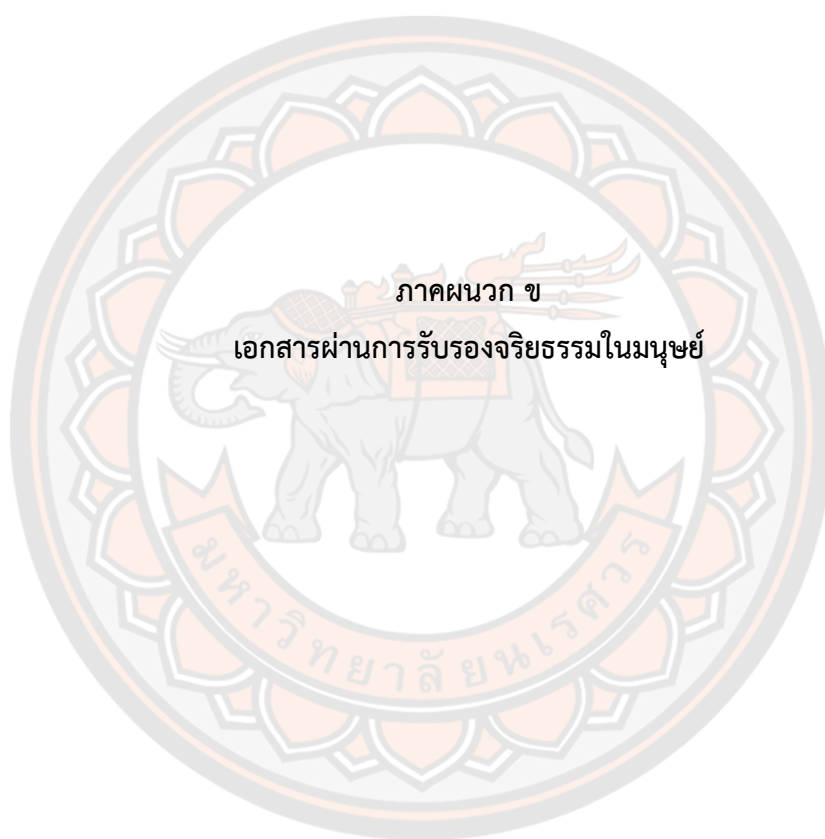 ภาคผนวก ข
เอกสารผ่านการรับรองจริยธรรมในมนุษย์
มหาวิทยาลัยนเรศวร